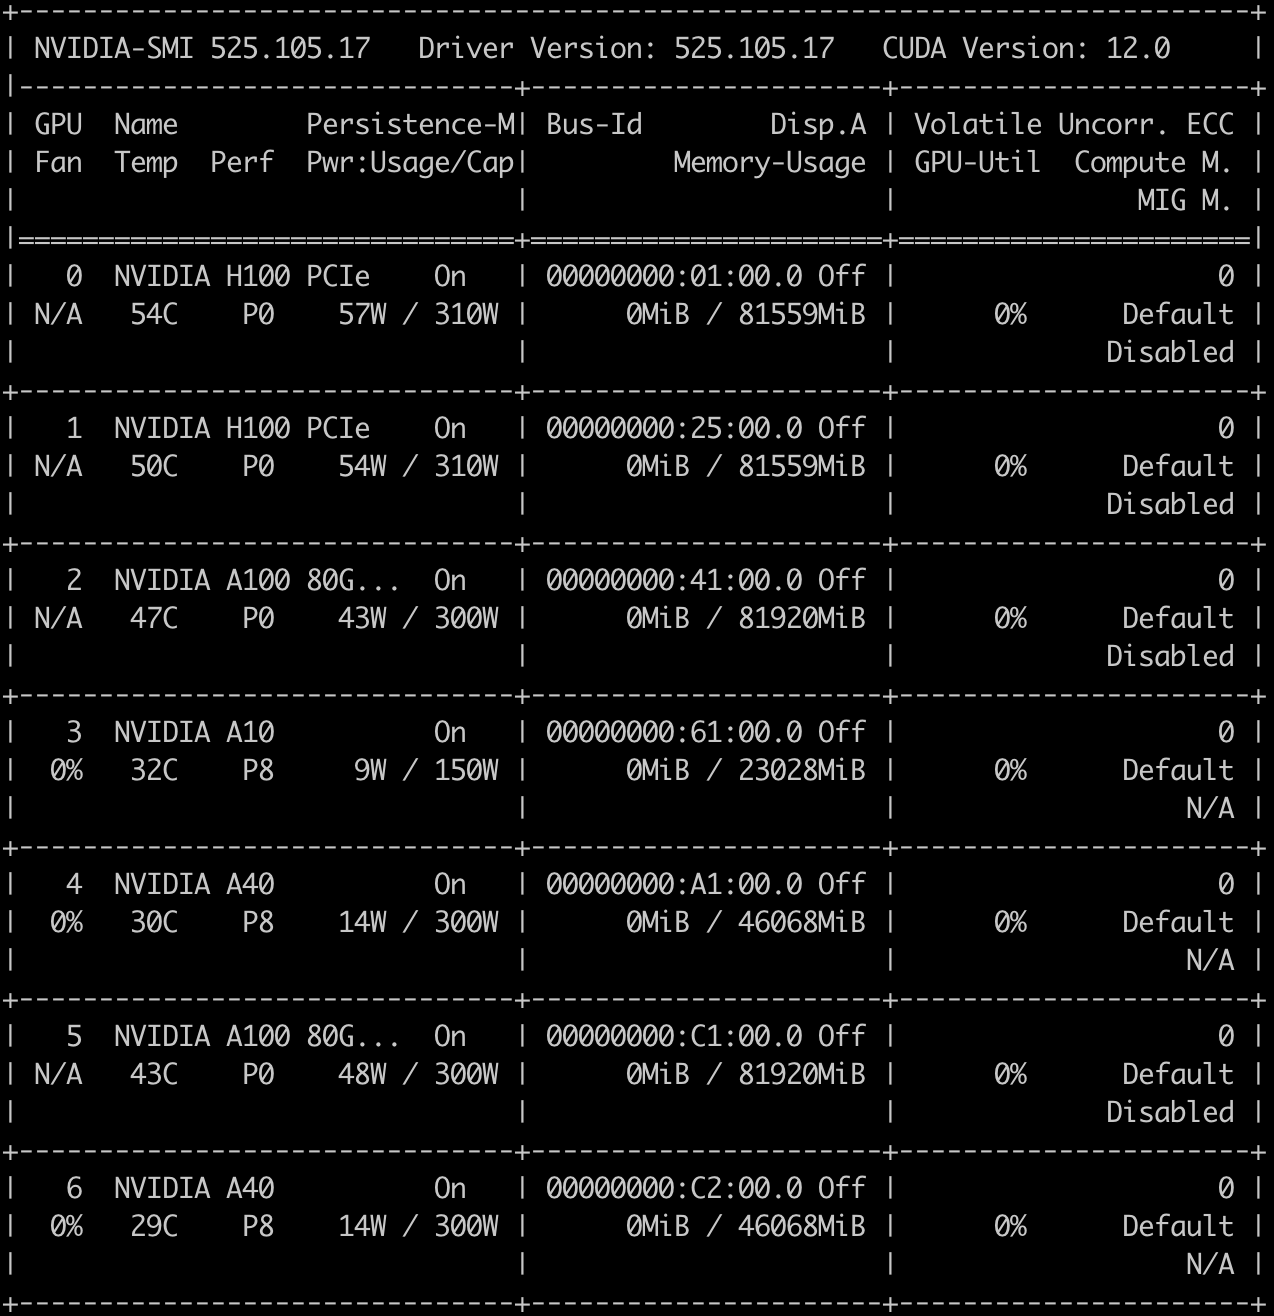 +-----------------------------------------------------------------------------+
| NVIDIA-SMI 525.105.17   Driver Version: 525.105.17   CUDA Version: 12.0     |
|-------------------------------+----------------------+----------------------+
| GPU  Name        Persistence-M| Bus-Id        Disp.A | Volatile Uncorr. ECC |
| Fan  Temp  Perf  Pwr:Usage/Cap|         Memory-Usage | GPU-Util  Compute M. |
|                               |                      |               MIG M. |
|===============================+======================+======================|
|   0  NVIDIA H100 PCIe    On   | 00000000:01:00.0 Off |                    0 |
| N/A   54C    P0    57W / 310W |      0MiB / 81559MiB |      0%      Default |
|                               |                      |             Disabled |
+-------------------------------+----------------------+----------------------+
|   1  NVIDIA H100 PCIe    On   | 00000000:25:00.0 Off |                    0 |
| N/A   50C    P0    54W / 310W |      0MiB / 81559MiB |      0%      Default |
|                               |                      |             Disabled |
+-------------------------------+----------------------+----------------------+
|   2  NVIDIA A100 80G...  On   | 00000000:41:00.0 Off |                    0 |
| N/A   47C    P0    43W / 300W |      0MiB / 81920MiB |      0%      Default |
|                               |                      |             Disabled |
+-------------------------------+----------------------+----------------------+
|   3  NVIDIA A10          On   | 00000000:61:00.0 Off |                    0 |
|  0%   32C    P8     9W / 150W |      0MiB / 23028MiB |      0%      Default |
|                               |                      |                  N/A |
+-------------------------------+----------------------+----------------------+
|   4  NVIDIA A40          On   | 00000000:A1:00.0 Off |                    0 |
|  0%   30C    P8    14W / 300W |      0MiB / 46068MiB |      0%      Default |
|                               |                      |                  N/A |
+-------------------------------+----------------------+----------------------+
|   5  NVIDIA A100 80G...  On   | 00000000:C1:00.0 Off |                    0 |
| N/A   43C    P0    48W / 300W |      0MiB / 81920MiB |      0%      Default |
|                               |                      |             Disabled |
+-------------------------------+----------------------+----------------------+
|   6  NVIDIA A40          On   | 00000000:C2:00.0 Off |                    0 |
|  0%   29C    P8    14W / 300W |      0MiB / 46068MiB |      0%      Default |
|                               |                      |                  N/A |
+-------------------------------+----------------------+----------------------+